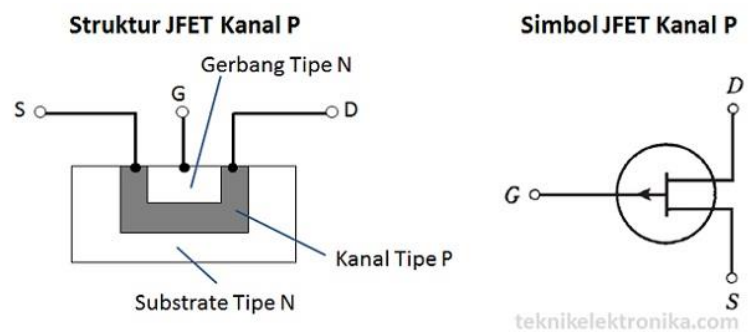 Struktur JFET Kanal P
Gerbang Tipe N
S
G
D
Kanal Tipe P
Substrate Tipe N
Simbol JFET Kanal P
D
G
S
teknikelektronika.com